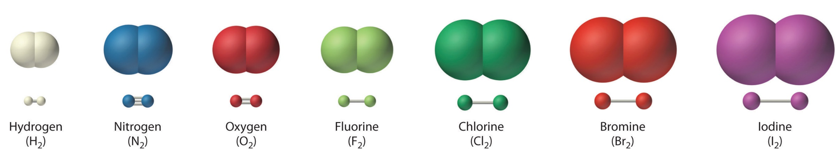 Hydrogen
(H₂)
Nitrogen
(N₂)
Oxygen
(O₂)
Fluorine
(F₂)
Chlorine
(Cl₂)
Bromine
(Br₂)
Iodine
(I₂)